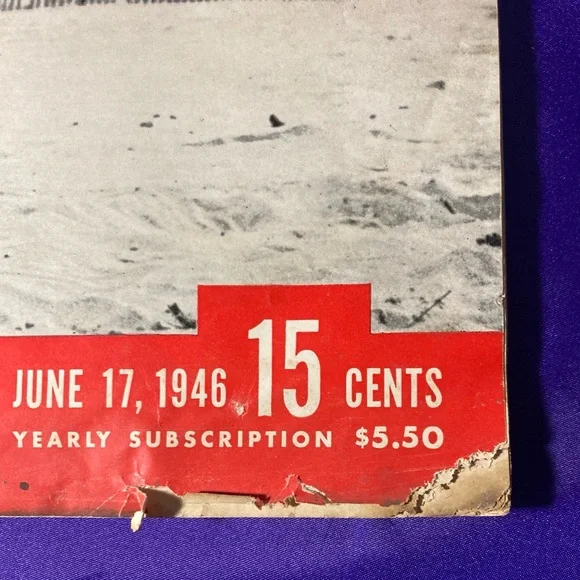 JUNE 17, 1946 15 CENTS
YEARLY SUBSCRIPTION $5.50